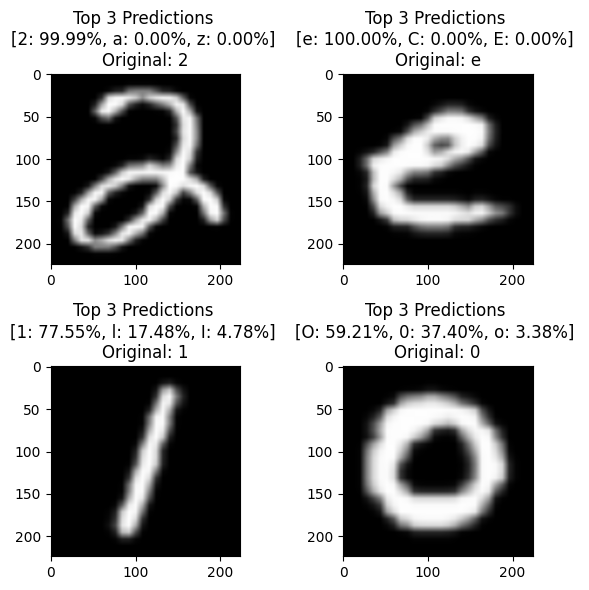 Top 3 Predictions
[2: 99.99%, a: 0.00%, z: 0.00%]
Original: 2
0
50
100
150
200
0 100 200
2
Top 3 Predictions
[e: 100.00%, C: 0.00%, E: 0.00%]
Original: e
0
50
100
150
200
0 100 200
e
Top 3 Predictions
[1: 77.55%, l: 17.48%, I: 4.78%]
Original: 1
0
50
100
150
200
0 100 200
1
Top 3 Predictions
[O: 59.21%, 0: 37.40%, o: 3.38%]
Original: 0
0
50
100
150
200
0 100 200
0